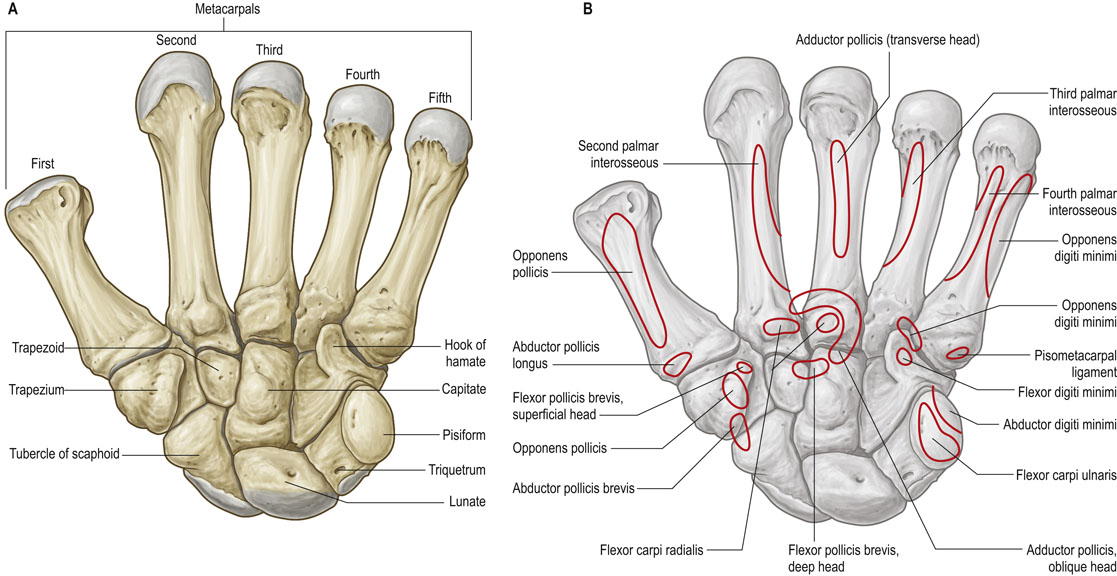 A
Metacarpals
Second
Third
Fourth
Fifth
First
Trapezoid
Trapezium
Tubercle of scaphoid
Hook of
hamate
Capitate
Pisiform
Triquetrum
Lunate
B
Adductor pollicis (transverse head)
Second palmar
interosseous
Opponens
pollicis
Abductor pollicis
longus
Flexor pollicis brevis,
superficial head
Opponens pollicis
Abductor pollicis brevis
Flexor carpi radialis
Flexor pollicis brevis,
deep head
Third palmar
interosseous
Fourth palmar
interosseous
Opponens
digiti minimi
Opponens
digiti minimi
Pisometacarpal
ligament
Flexor digiti minimi
Abductor digiti minimi
Flexor carpi ulnaris
Adductor pollicis,
oblique head